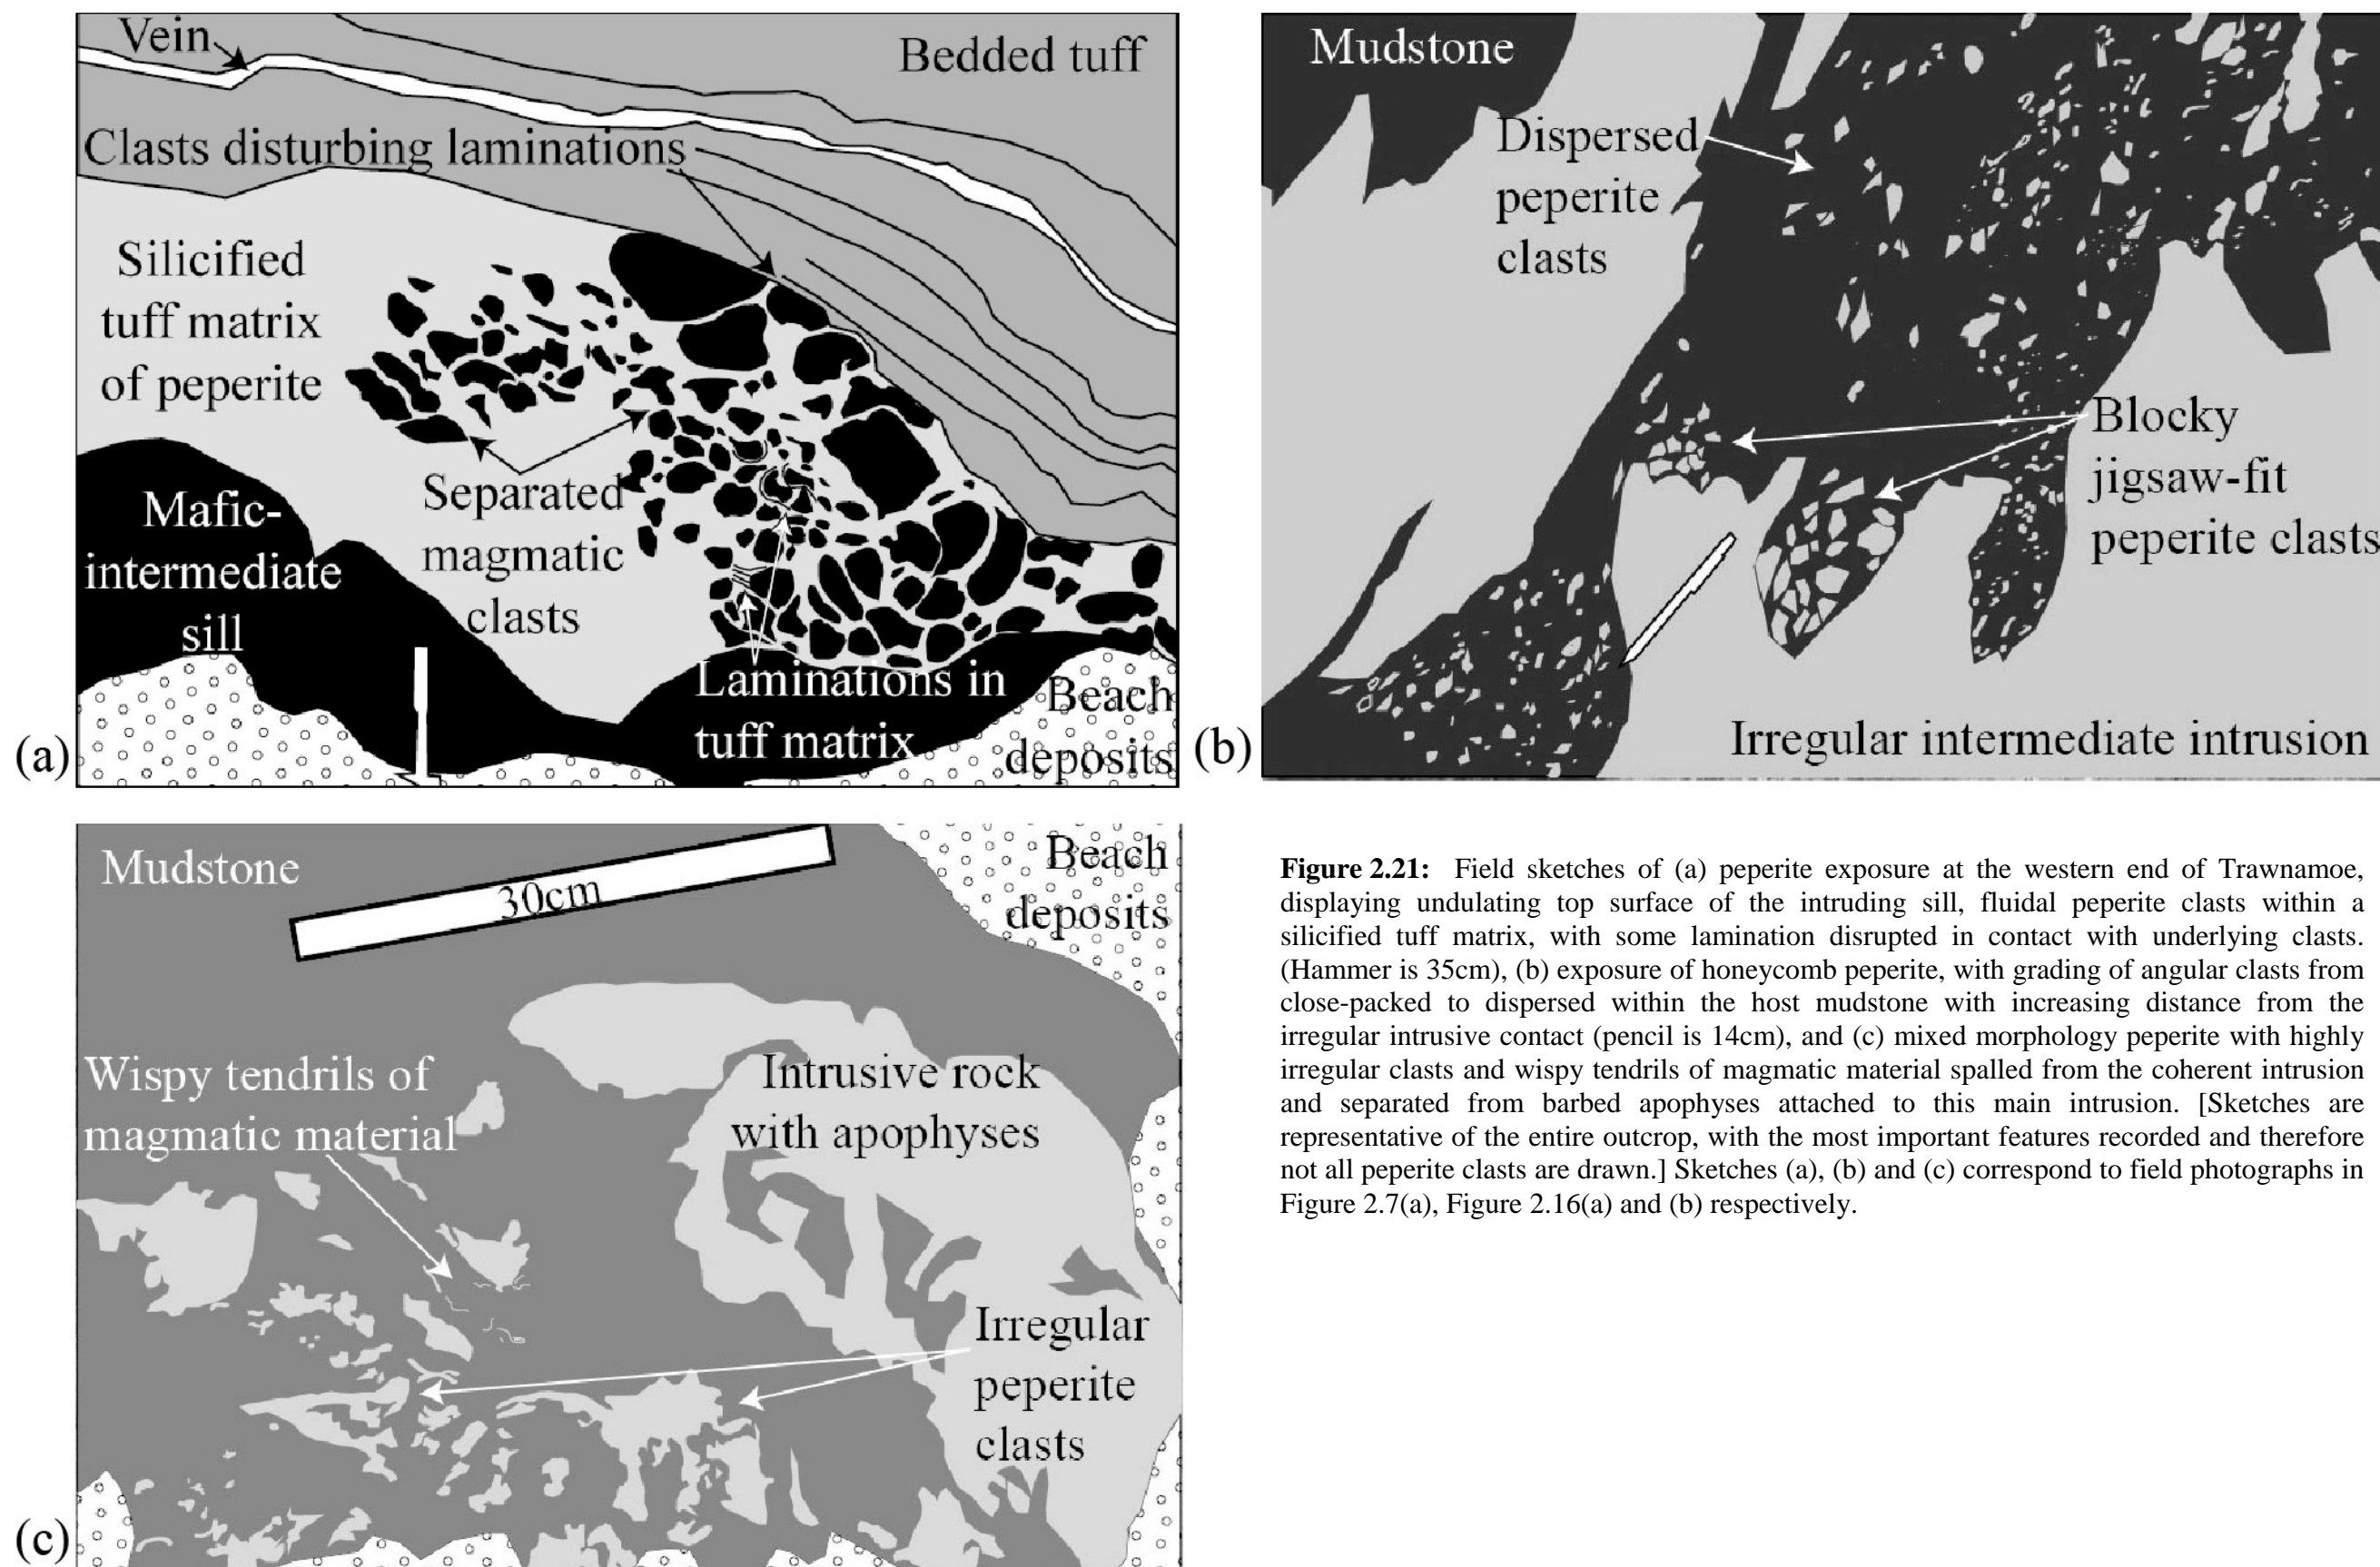 Vein
Bedded tuff
Clasts disturbing laminations
Silicified
tuff matrix
of peperite
Mafic-
intermediate
sill
Separated
magmatic
clasts
Laminations in
tuff matrix
Beach
deposits
(a)
Mudstone
Dispersed
peperite
clasts
Blocky
jigsaw-fit
peperite clasts
Irregular intermediate intrusion
(b)
Mudstone
30cm
Beach
deposits
Wispy tendrils of
magmatic material
Intrusive rock
with apophyses
Irregular
peperite
clasts
(c)
Figure 2.21: Field sketches of (a) peperite exposure at the western end of Trawnamoe,
displaying undulating top surface of the intruding sill, fluidal peperite clasts within a
silicified tuff matrix, with some lamination disrupted in contact with underlying clasts.
(Hammer is 35cm), (b) exposure of honeycomb peperite, with grading of angular clasts from
close-packed to dispersed within the host mudstone with increasing distance from the
irregular intrusive contact (pencil is 14cm), and (c) mixed morphology peperite with highly
irregular clasts and wispy tendrils of magmatic material spalled from the coherent intrusion
and separated from barbed apophyses attached to this main intrusion. [Sketches are
representative of the entire outcrop, with the most important features recorded and therefore
not all peperite clasts are drawn.] Sketches (a), (b) and (c) correspond to field photographs in
Figure 2.7(a), Figure 2.16(a) and (b) respectively.